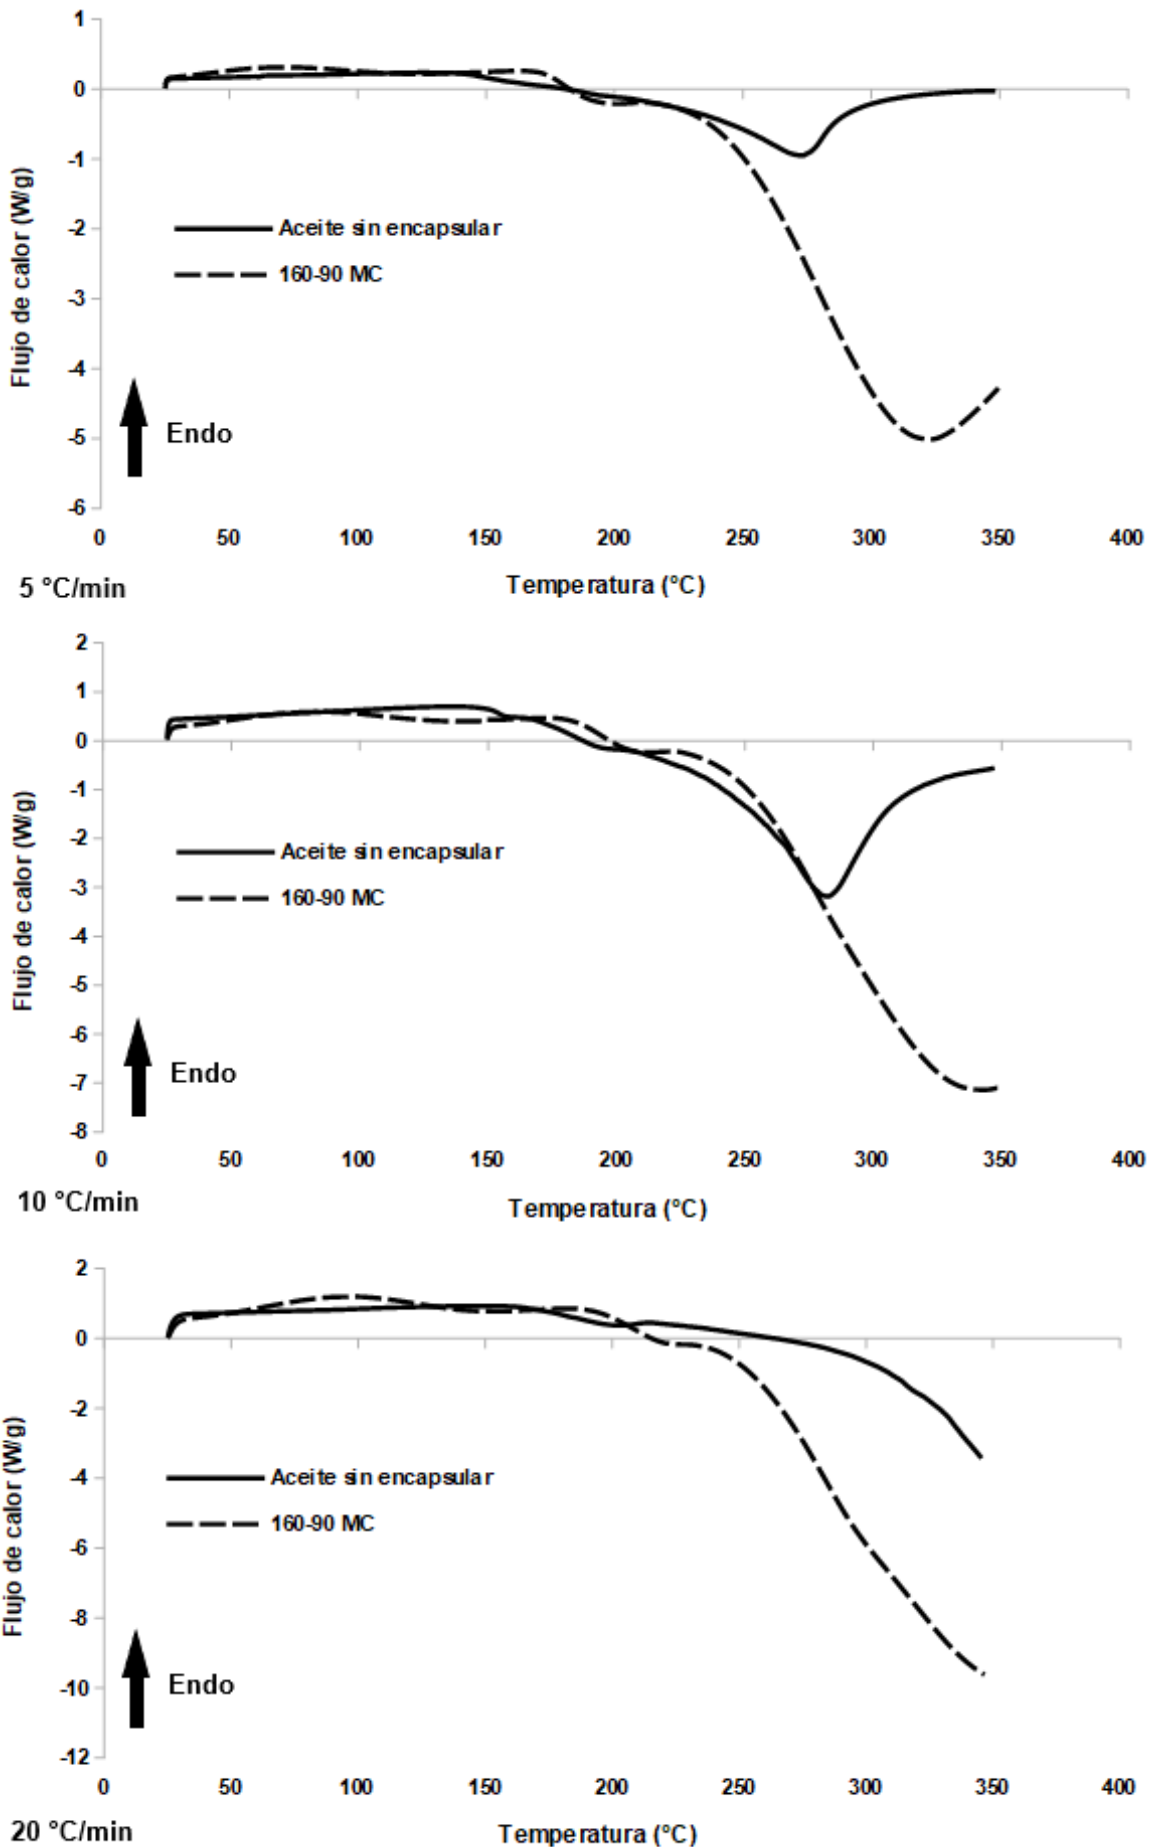 1
0
-1
-2
-3
-4
-5
-6
Flujo de calor (W/g)
Aceite sin encapsular
160-90 MC
Endo
0 50 100 150 200 250 300 350 400
5 °C/min
Temperatura (°C)
2
1
0
-1
-2
-3
-4
-5
-6
-7
-8
Flujo de calor (W/g)
Aceite sin encapsular
160-90 MC
Endo
0 50 100 150 200 250 300 350 400
10 °C/min
Temperatura (°C)
2
0
-2
-4
-6
-8
-10
-12
Flujo de calor (W/g)
Aceite sin encapsular
160-90 MC
Endo
0 50 100 150 200 250 300 350 400
20 °C/min
Temperatura (°C)